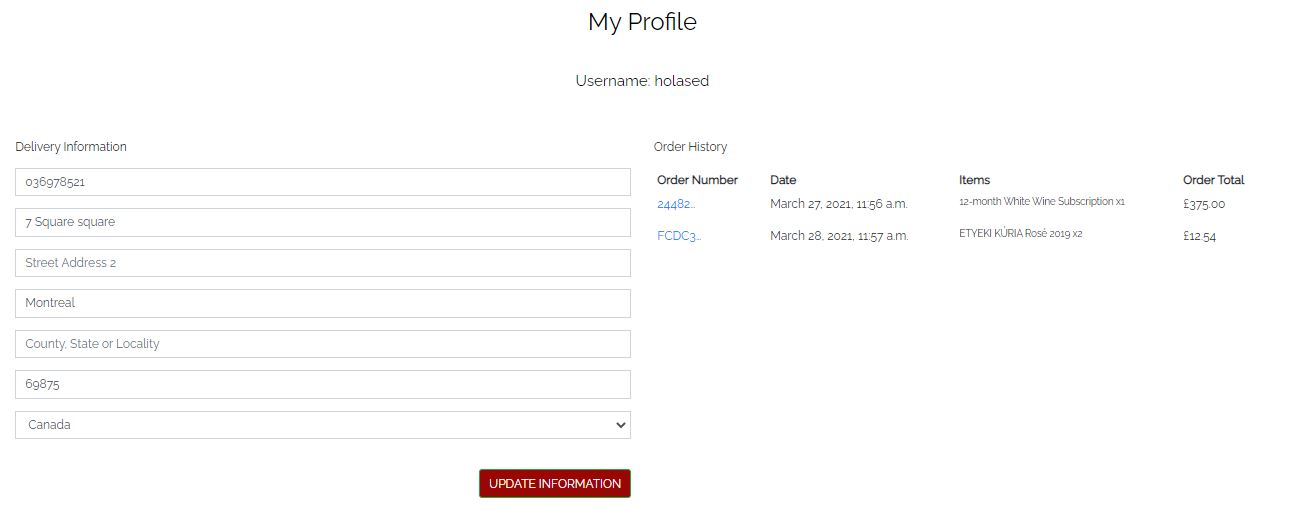 My Profile
Username: holased
Delivery Information
036978521
7 Square square
Street Address 2
Montreal
County, State or Locality
69875
Canada
UPDATE INFORMATION
Order History
Order Number Date Items Order Total
24482... March 27, 2021, 11:56 a.m. 12-month White Wine Subscription x1 £375.00
FCDC3... March 28, 2021, 11:57 a.m. ETYEKI KÚRIA Rosé 2019 x2 £12.54